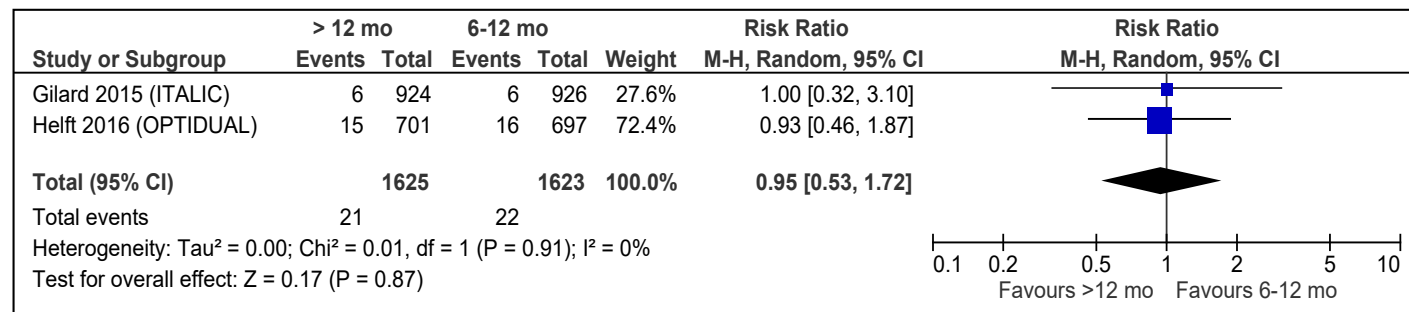 > 12 mo 6-12 mo Risk Ratio Risk Ratio
Study or Subgroup Events Total Events Total Weight M-H, Random, 95% CI M-H, Random, 95% CI
Gilard 2015 (ITALIC) 6 924 6 926 27.6% 1.00 [0.32, 3.10]
Helft 2016 (OPTIDUAL) 15 701 16 697 72.4% 0.93 [0.46, 1.87]
Total (95% CI) 1625 1623 100.0% 0.95 [0.53, 1.72]
Total events 21 22
Heterogeneity: Tau² = 0.00; Chi² = 0.01, df = 1 (P = 0.91); I² = 0%
Test for overall effect: Z = 0.17 (P = 0.87)
0.1 0.2 0.5 1 2 5 10
Favours >12 mo Favours 6-12 mo